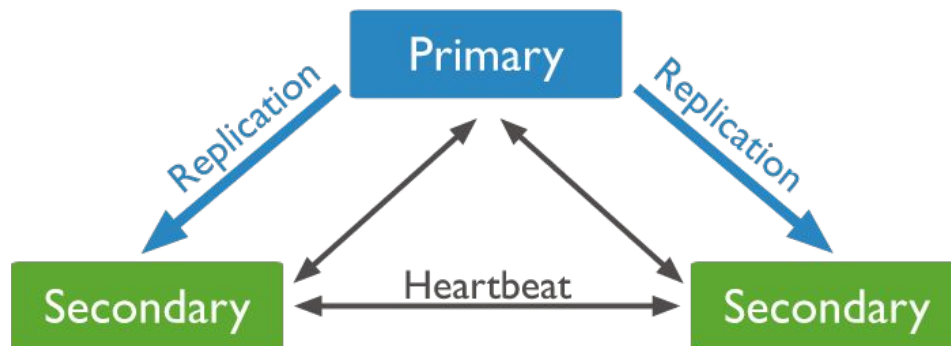 Primary
Replication
Replication
Heartbeat
Secondary
Secondary